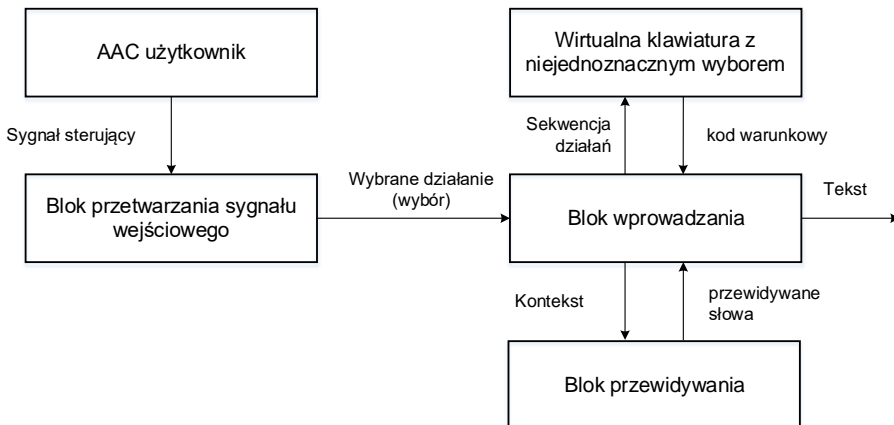 AAC użytkownik
Wirtualna klawiatura z
niejednoznacznym wyborem
Sygnał sterujący
Sekwencja
działań
kod warunkowy
Blok przetwarzania sygnału
wejściowego
Wybrane działanie
(wybór)
Blok wprowadzania
Tekst
Kontekst
przewidywane
słowa
Blok przewidywania